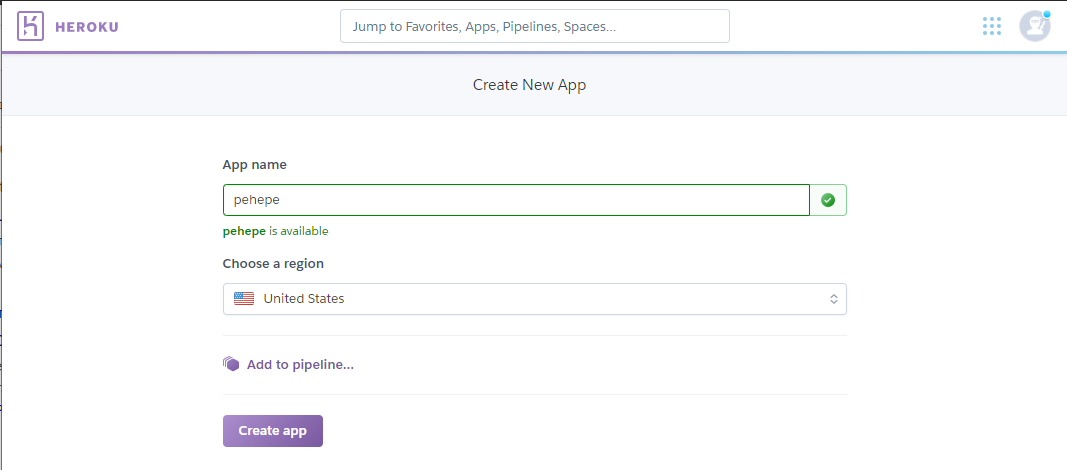 HEROKU
Jump to Favorites, Apps, Pipelines, Spaces...
Create New App
App name
pehepe
pehepe is available
Choose a region
United States
Add to pipeline...
Create app